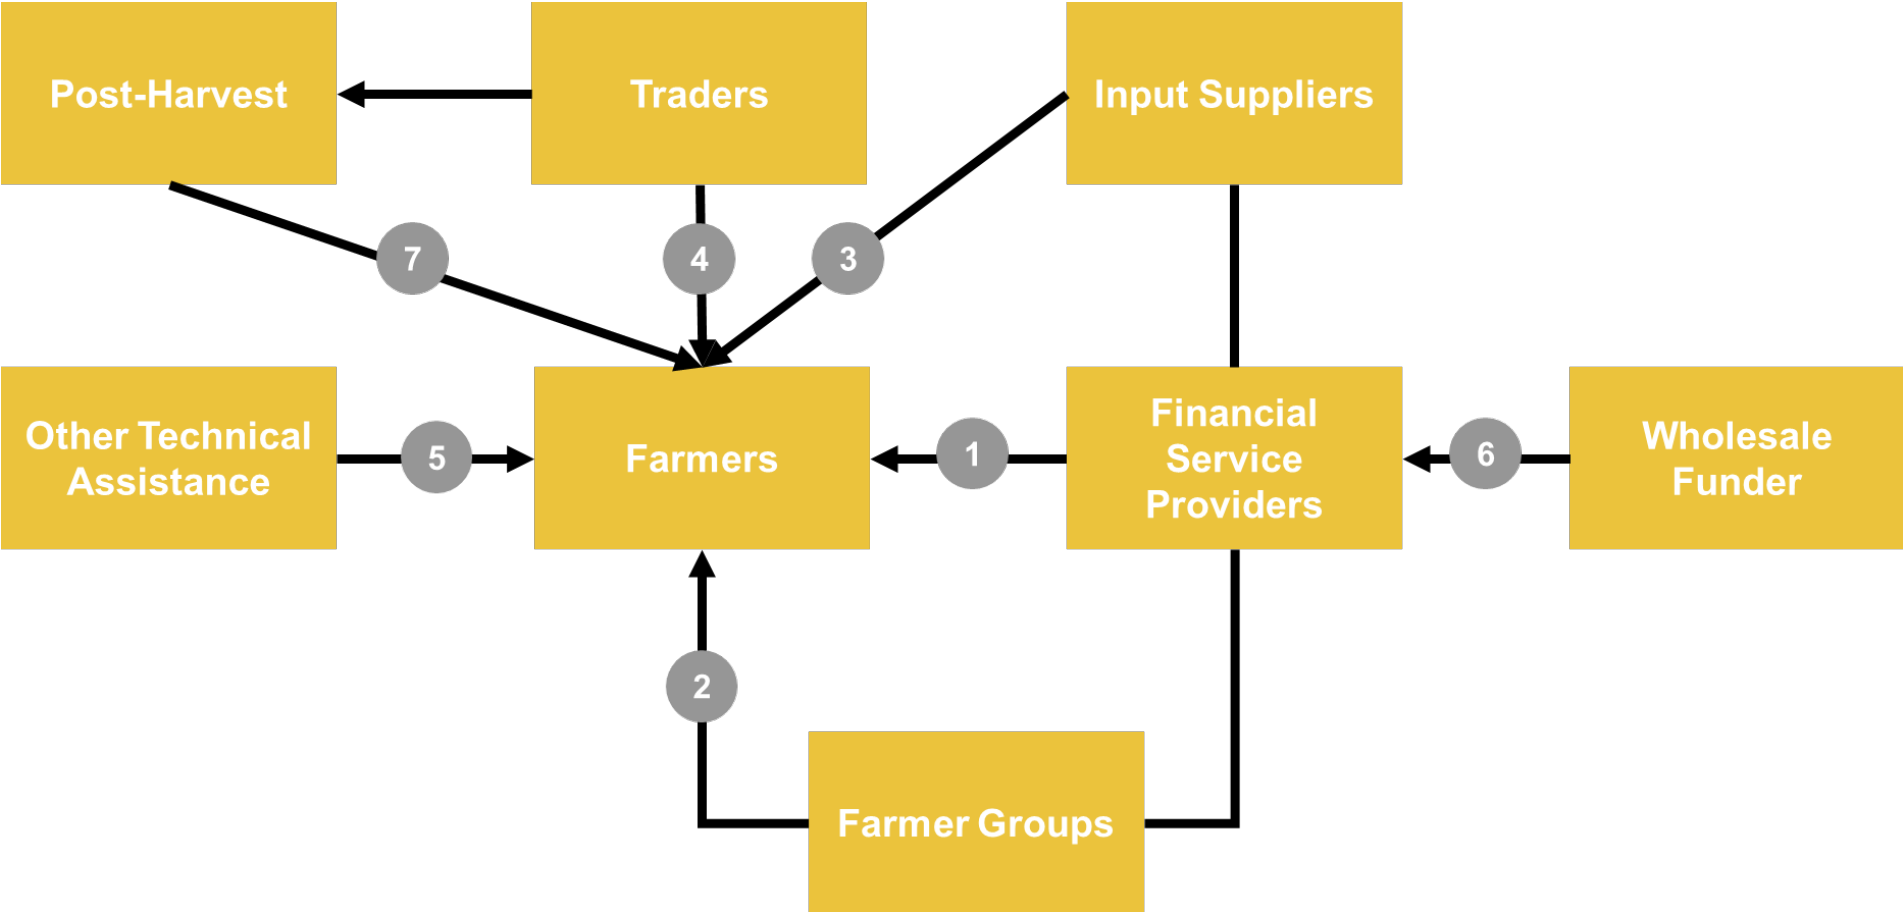 Post-Harvest
Traders
Input Suppliers
7
4
3
Other Technical
Assistance
5
Farmers
1
Financial
Service
Providers
6
Wholesale
Funder
2
Farmer Groups